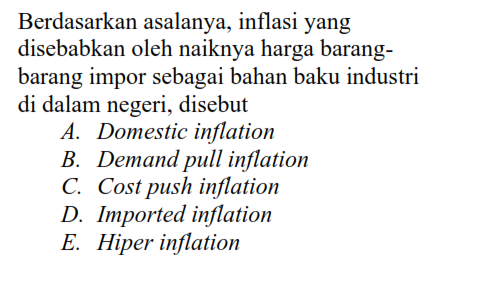 Berdasarkan asalanya, inflasi yang
disebabkan oleh naiknya harga barang-
barang impor sebagai bahan baku industri
di dalam negeri, disebut
A. Domestic inflation
B. Demand pull inflation
C. Cost push inflation
D. Imported inflation
E. Hiper inflation